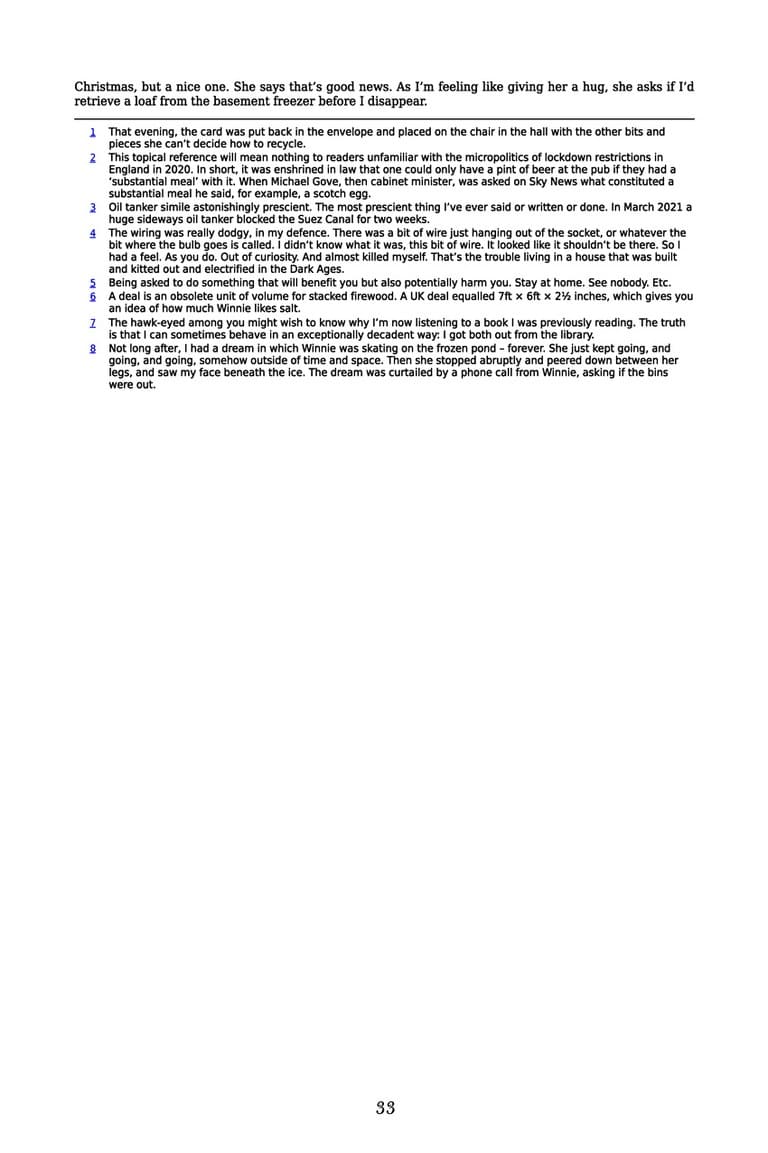 Christmas, but a nice one. She says that’s good news. As I’m feeling like giving her a hug, she asks if I’d
retrieve a loaf from the basement freezer before I disappear.
1 That evening, the card was put back in the envelope and placed on the chair in the hall with the other bits and
pieces she can’t decide how to recycle.
2 This topical reference will mean nothing to readers unfamiliar with the micropolitics of lockdown restrictions in
England in 2020. In short, it was enshrined in law that one could only have a pint of beer at the pub if they had a
‘substantial meal’ with it. When Michael Gove, then cabinet minister, was asked on Sky News what constituted a
substantial meal he said, for example, a scotch egg.
3 Oil tanker simile astonishingly prescient. The most prescient thing I’ve ever said or written or done. In March 2021 a
huge sideways oil tanker blocked the Suez Canal for two weeks.
4 The wiring was really dodgy, in my defence. There was a bit of wire just hanging out of the socket, or whatever the
bit where the bulb goes is called. I didn’t know what it was, this bit of wire. It looked like it shouldn’t be there. So I
had a feel. As you do. Out of curiosity. And almost killed myself. That’s the trouble living in a house that was built
and kitted out and electrified in the Dark Ages.
5 Being asked to do something that will benefit you but also potentially harm you. Stay at home. See nobody. Etc.
6 A deal is an obsolete unit of volume for stacked firewood. A UK deal equalled 7ft × 6ft × 2½ inches, which gives you
an idea of how much Winnie likes salt.
7 The hawk-eyed among you might wish to know why I’m now listening to a book I was previously reading. The truth
is that I can sometimes behave in an exceptionally decadent way: I got both out from the library.
8 Not long after, I had a dream in which Winnie was skating on the frozen pond – forever. She just kept going, and
going, and going, somehow outside of time and space. Then she stopped abruptly and peered down between her
legs, and saw my face beneath the ice. The dream was curtailed by a phone call from Winnie, asking if the bins
were out.
33